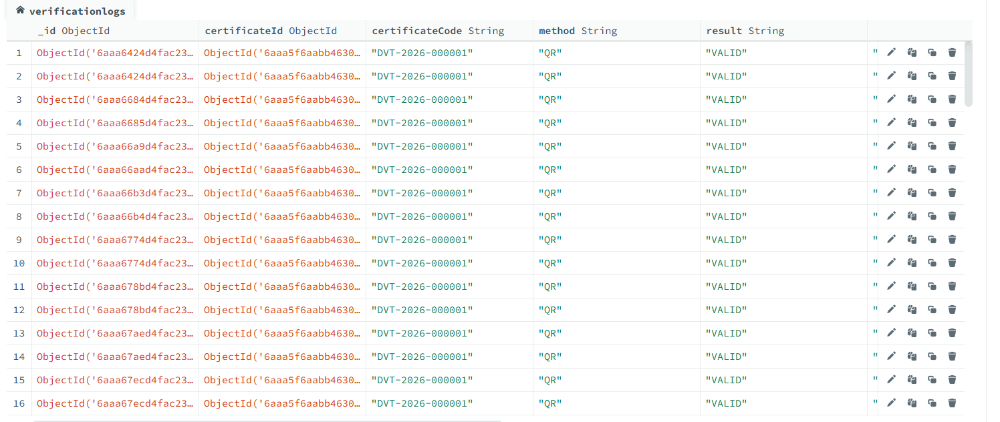 verificationlogs
_id ObjectId certificateId ObjectId certificateCode String method String result String
1 ObjectId('6aaa6424d4fac23… ObjectId('6aaa5f6aabb4630… "DVT-2026-000001" "QR" "VALID" "
2 ObjectId('6aaa6424d4fac23… ObjectId('6aaa5f6aabb4630… "DVT-2026-000001" "QR" "VALID" "
3 ObjectId('6aaa6684d4fac23… ObjectId('6aaa5f6aabb4630… "DVT-2026-000001" "QR" "VALID" "
4 ObjectId('6aaa6685d4fac23… ObjectId('6aaa5f6aabb4630… "DVT-2026-000001" "QR" "VALID" "
5 ObjectId('6aaa66a9d4fac23… ObjectId('6aaa5f6aabb4630… "DVT-2026-000001" "QR" "VALID" "
6 ObjectId('6aaa66aad4fac23… ObjectId('6aaa5f6aabb4630… "DVT-2026-000001" "QR" "VALID" "
7 ObjectId('6aaa66b3d4fac23… ObjectId('6aaa5f6aabb4630… "DVT-2026-000001" "QR" "VALID" "
8 ObjectId('6aaa66b4d4fac23… ObjectId('6aaa5f6aabb4630… "DVT-2026-000001" "QR" "VALID" "
9 ObjectId('6aaa6774d4fac23… ObjectId('6aaa5f6aabb4630… "DVT-2026-000001" "QR" "VALID" "
10 ObjectId('6aaa6774d4fac23… ObjectId('6aaa5f6aabb4630… "DVT-2026-000001" "QR" "VALID" "
11 ObjectId('6aaa678bd4fac23… ObjectId('6aaa5f6aabb4630… "DVT-2026-000001" "QR" "VALID" "
12 ObjectId('6aaa678bd4fac23… ObjectId('6aaa5f6aabb4630… "DVT-2026-000001" "QR" "VALID" "
13 ObjectId('6aaa67aed4fac23… ObjectId('6aaa5f6aabb4630… "DVT-2026-000001" "QR" "VALID" "
14 ObjectId('6aaa67aed4fac23… ObjectId('6aaa5f6aabb4630… "DVT-2026-000001" "QR" "VALID" "
15 ObjectId('6aaa67ecd4fac23… ObjectId('6aaa5f6aabb4630… "DVT-2026-000001" "QR" "VALID" "
16 ObjectId('6aaa67ecd4fac23… ObjectId('6aaa5f6aabb4630… "DVT-2026-000001" "QR" "VALID" "